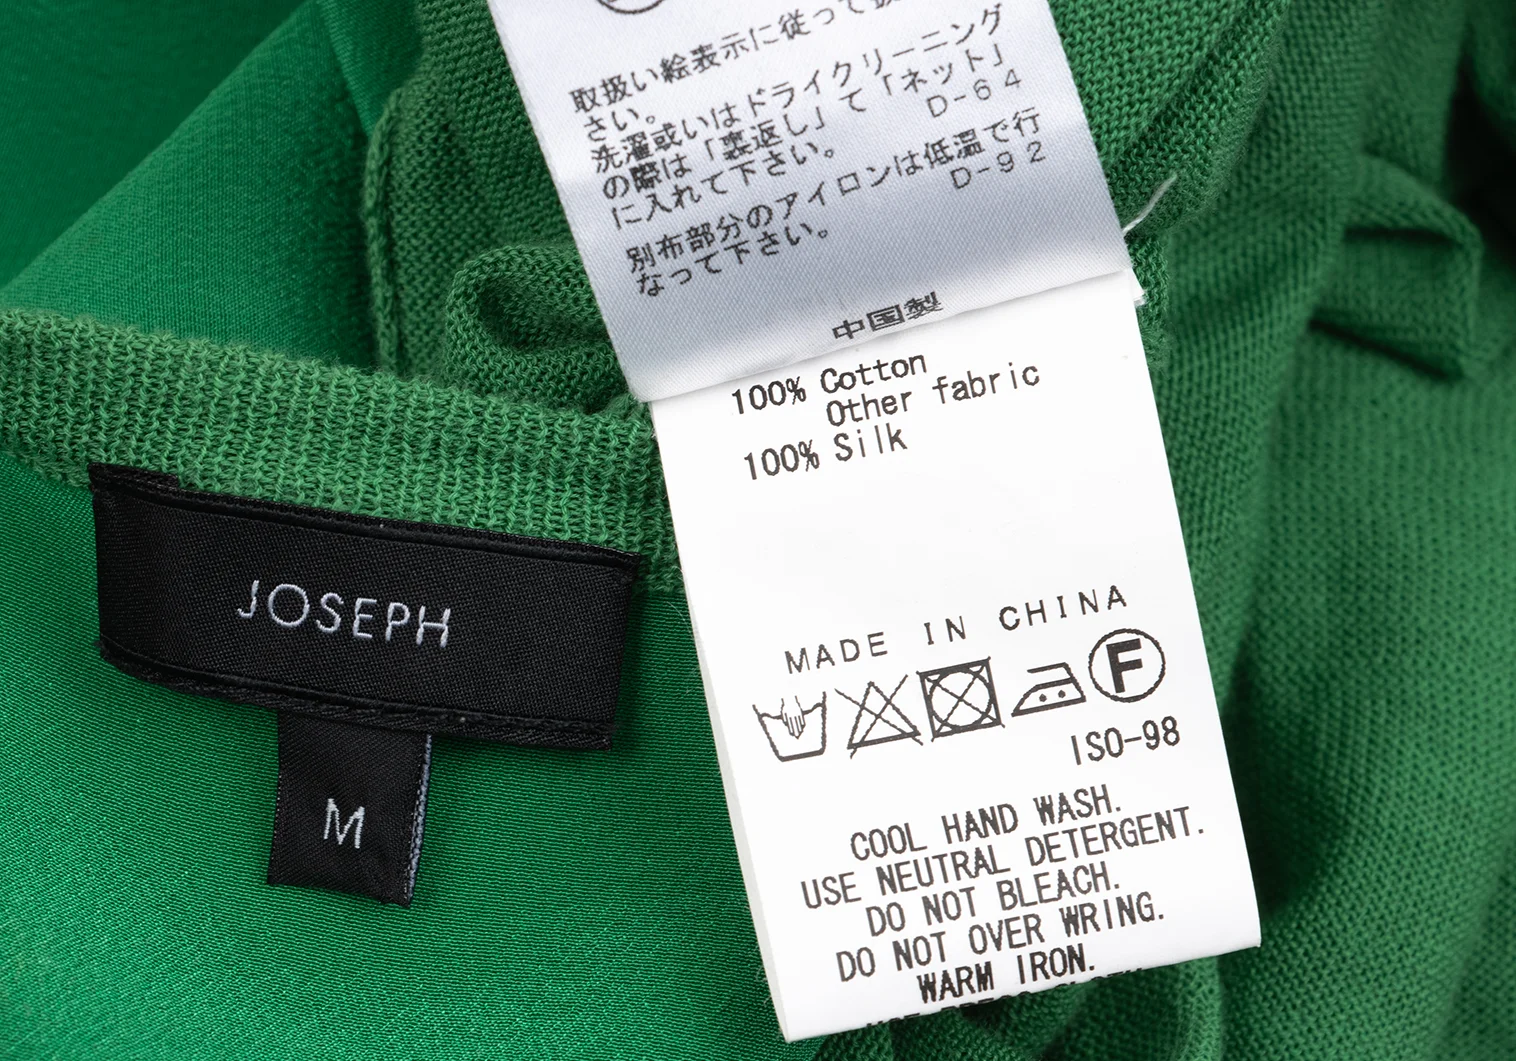 取扱い絵表示に従って扱
さい。
洗濯或いはドライクリーニング
の際は「裏返し」て「ネット」
に入れて下さい。 D-64
別布部分のアイロンは低温で行
なって下さい。 D-92
中国製
100% Cotton
Other fabric
100% Silk
MADE IN CHINA
F
ISO-98
COOL HAND WASH.
USE NEUTRAL DETERGENT.
DO NOT BLEACH.
DO NOT OVER WRING.
WARM IRON.
JOSEPH
M